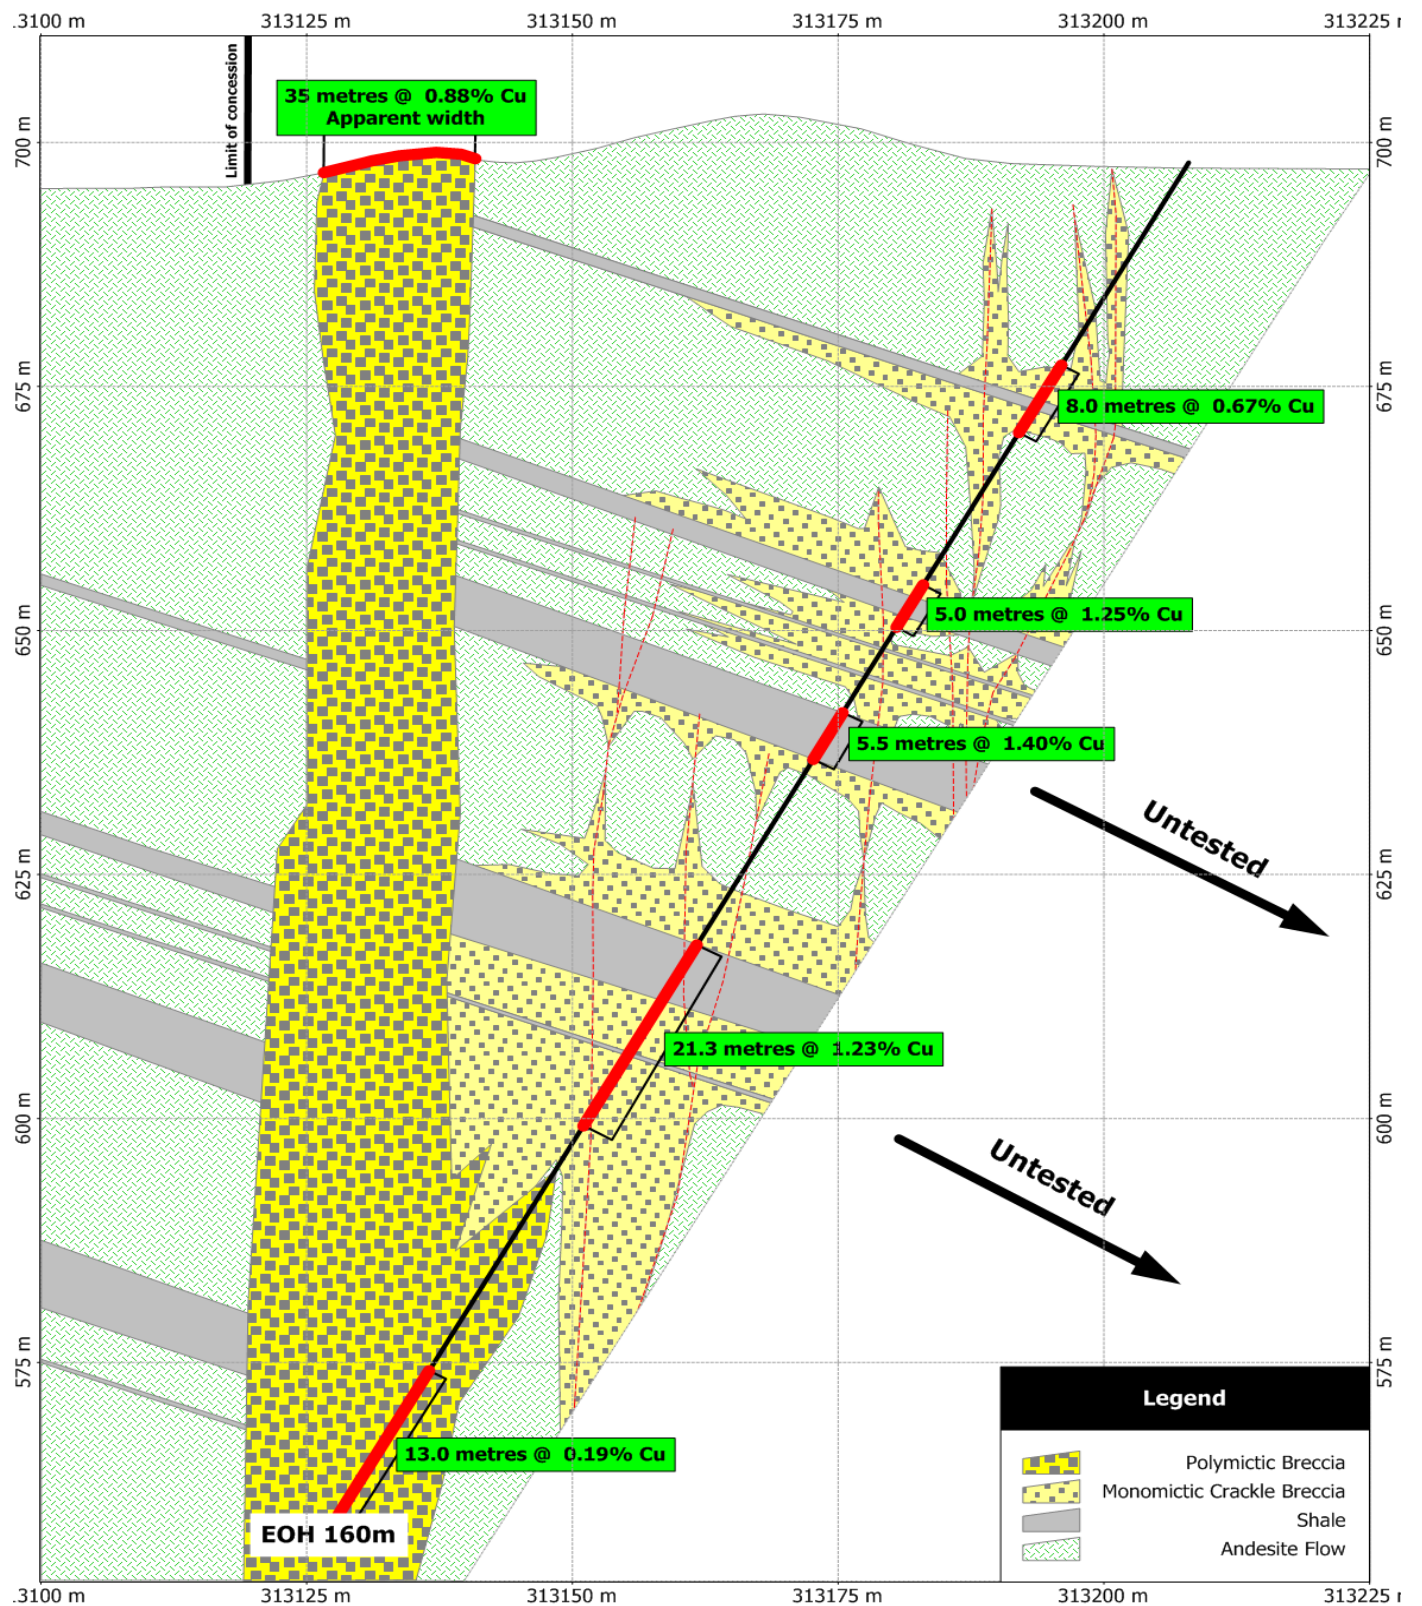 .3100 m
313125 m
313150 m
313175 m
313200 m
313225 m
Limit of concession
35 metres @ 0.88% Cu
Apparent width
700 m
700 m
675 m
675 m
8.0 metres @ 0.67% Cu
650 m
650 m
5.0 metres @ 1.25% Cu
5.5 metres @ 1.40% Cu
Untested
625 m
625 m
21.3 metres @ 1.23% Cu
600 m
600 m
Untested
575 m
575 m
Legend
13.0 metres @ 0.19% Cu
Polymictic Breccia
Monomictic Crackle Breccia
Shale
Andesite Flow
EOH 160m
.3100 m
313125 m
313150 m
313175 m
313200 m
313225 m